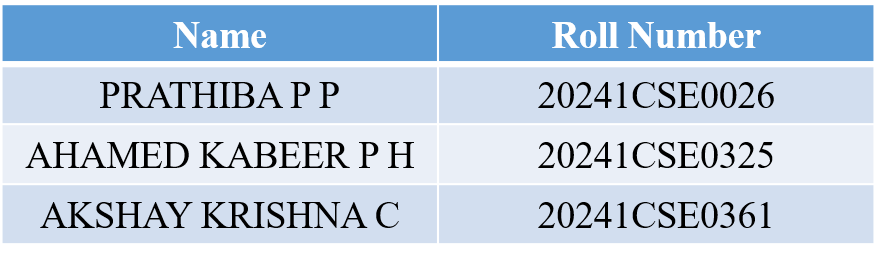 Name Roll Number
PRATHIBA P P 20241CSE0026
AHAMED KABEER P H 20241CSE0325
AKSHAY KRISHNA C 20241CSE0361